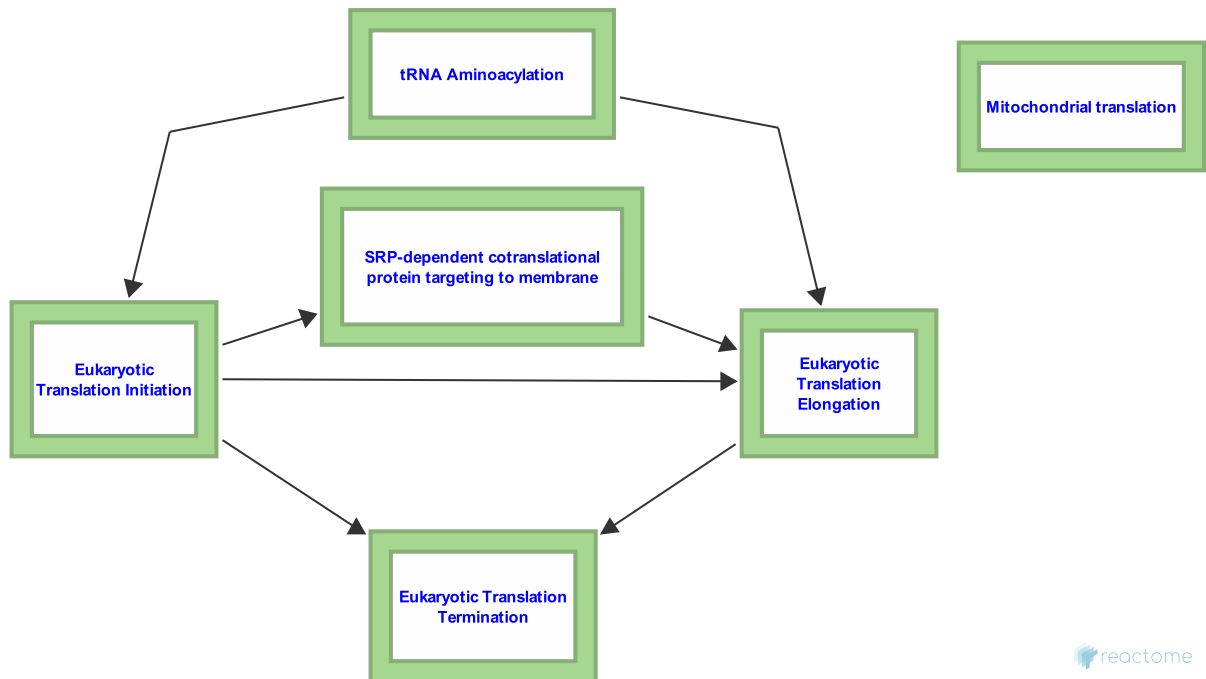 tRNA Aminoacylation
Mitochondrial translation
SRP-dependent cotranslational
protein targeting to membrane
Eukaryotic
Translation Initiation
Eukaryotic
Translation
Elongation
Eukaryotic Translation
Termination
reactome